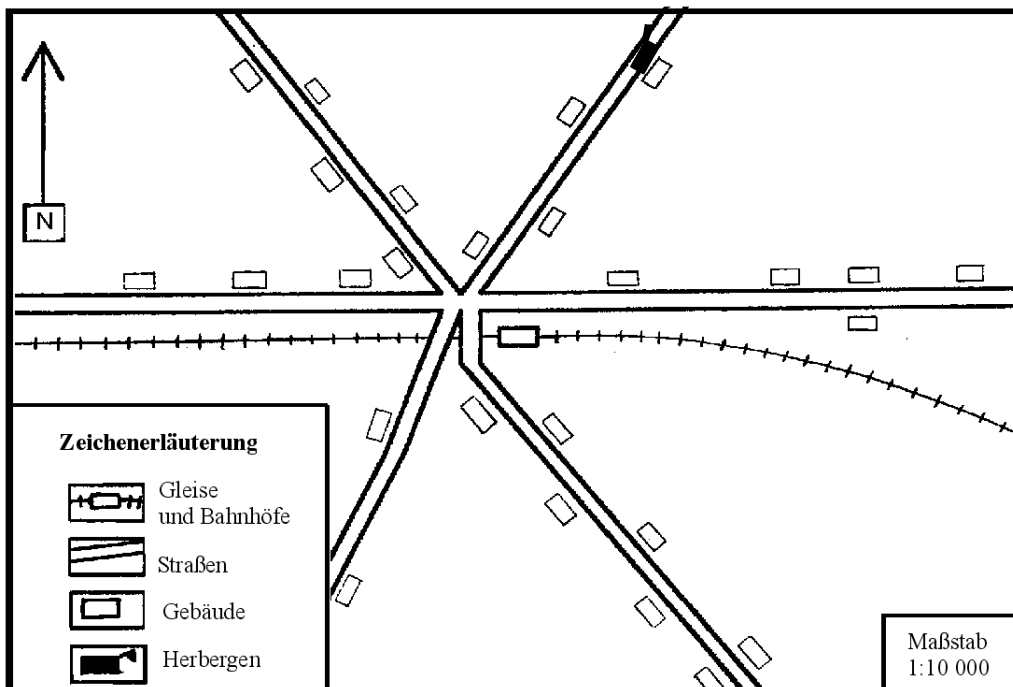 N
Zeichenerläuterung
Gleise
und Bahnhöfe
Straßen
Gebäude
Herbergen
Maßstab
1:10 000